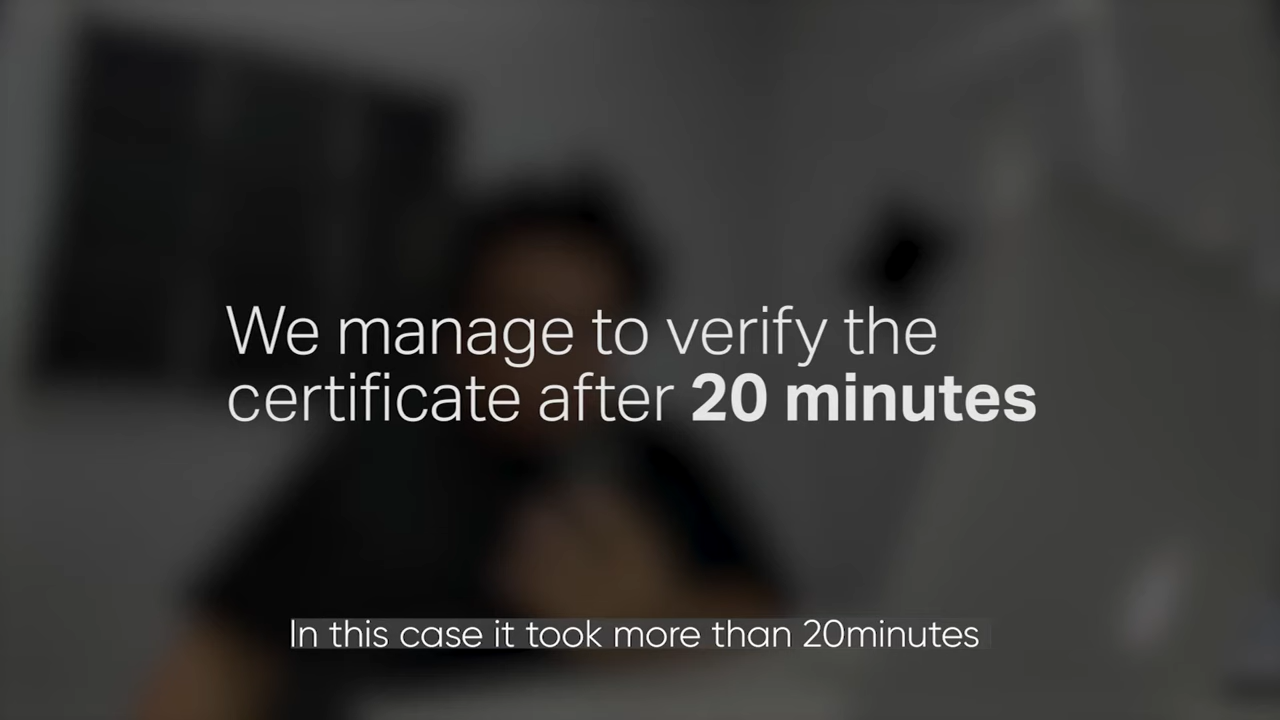 We manage to verify the
certificate after 20 minutes
In this case it took more than 20minutes